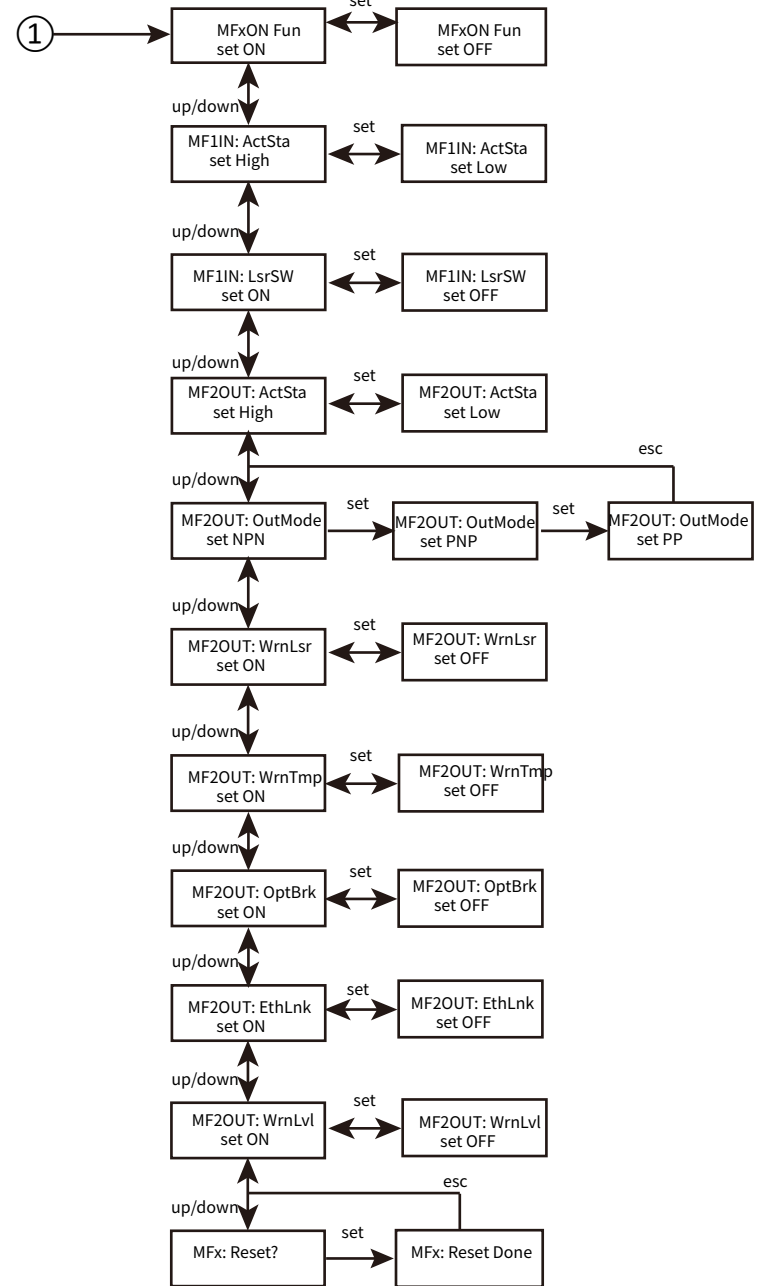 set
①
MFxON Fun
set ON
MFxON Fun
set OFF
up/down
MF1IN: ActSta
set High
set
MF1IN: ActSta
set Low
up/down
MF1IN: LsrSW
set ON
set
MF1IN: LsrSW
set OFF
up/down
MF2OUT: ActSta
set High
set
MF2OUT: ActSta
set Low
esc
up/down
MF2OUT: OutMode
set NPN
set
MF2OUT: OutMode
set PNP
set
MF2OUT: OutMode
set PP
up/down
MF2OUT: WrnLsr
set ON
set
MF2OUT: WrnLsr
set OFF
up/down
MF2OUT: WrnTmp
set ON
set
MF2OUT: WrnTmp
set OFF
up/down
MF2OUT: OptBrk
set ON
set
MF2OUT: OptBrk
set OFF
up/down
MF2OUT: EthLnk
set ON
set
MF2OUT: EthLnk
set OFF
up/down
MF2OUT: WrnLvl
set ON
set
MF2OUT: WrnLvl
set OFF
esc
up/down
MFx: Reset?
set
MFx: Reset Done